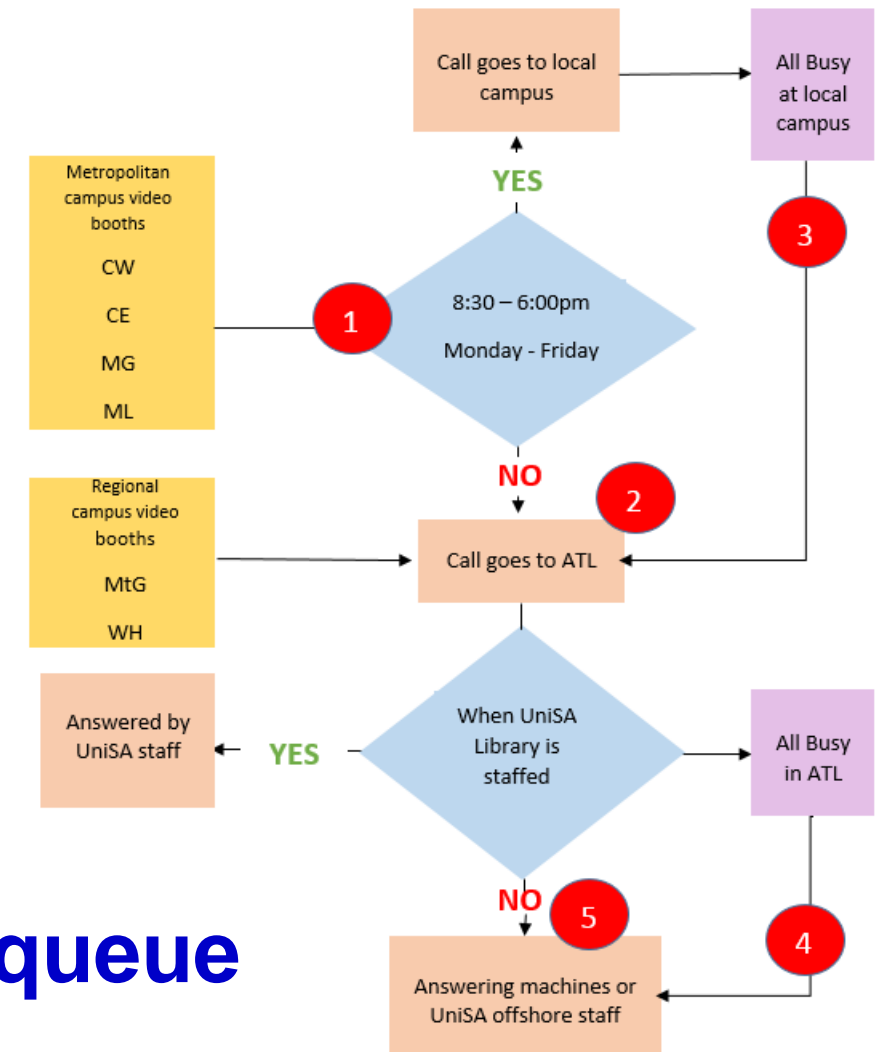 Call goes to local
campus
All Busy
at local
campus
YES
3
Metropolitan
campus video
booths
CW
CE
MG
ML
1
8:30 – 6:00pm
Monday - Friday
NO
2
Regional
campus video
booths
MtG
WH
Call goes to ATL
Answered by
UniSA staff
YES
When UniSA
Library is
staffed
All Busy
in ATL
NO
5
4
queue
Answering machines or
UniSA offshore staff